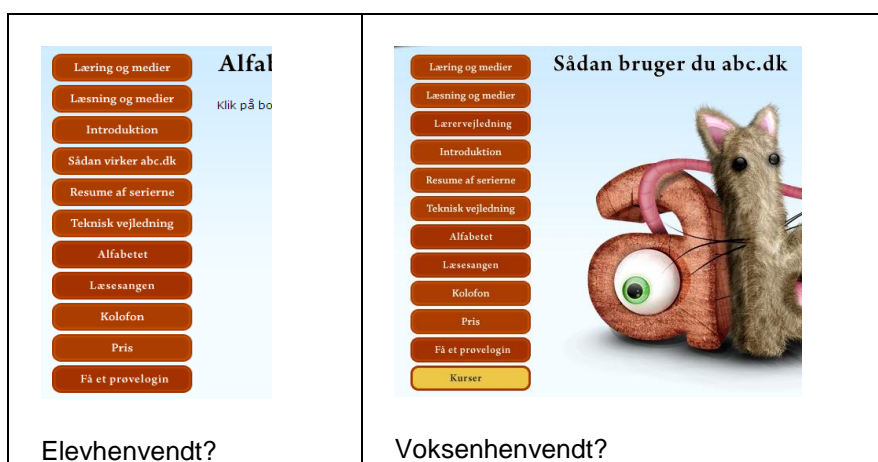 Læring og medier
Læsning og medier
Introduktion
Sådan virker abc.dk
Resume af serierne
Teknisk vejledning
Alfabetet
Læsesangen
Kolofon
Pris
Få et prøvelogin
Alfal
Klik på bo
Elevhenvendt?
Læring og medier
Læsning og medier
Lærervejledning
Introduktion
Resume af serierne
Teknisk vejledning
Alfabetet
Læsesangen
Kolofon
Pris
Få et prøvelogin
Kurser
Sådan bruger du abc.dk
Voksenhenvendt?